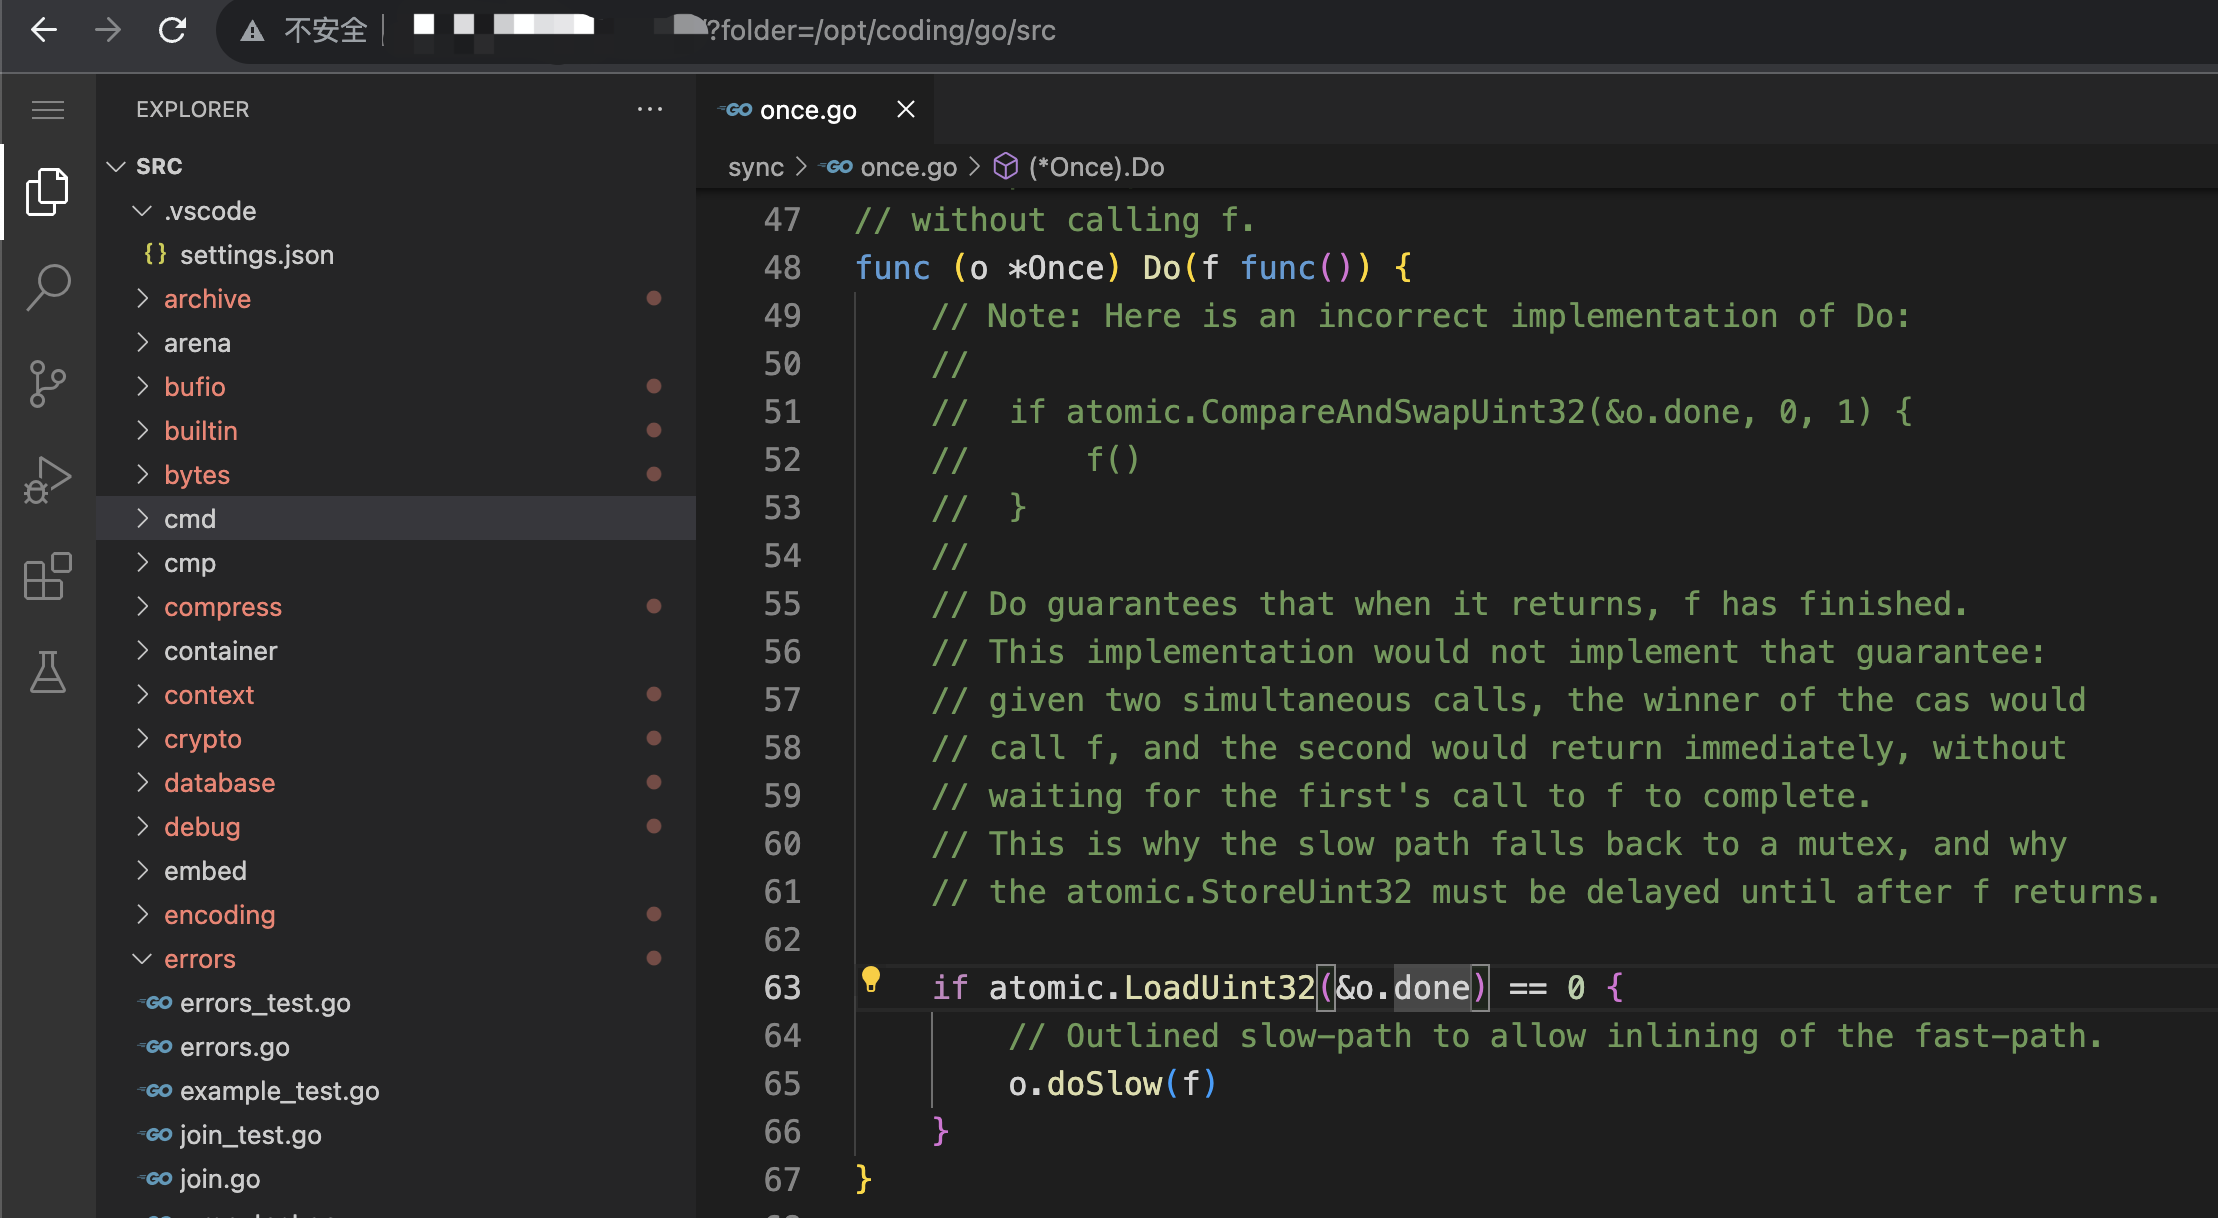 不安全 ?folder=/opt/coding/go/src
EXPLORER ···
SRC
.vscode
{} settings.json
archive
arena
bufio
builtin
bytes
cmd
cmp
compress
container
context
crypto
database
debug
embed
encoding
errors
GO errors_test.go
GO errors.go
GO example_test.go
GO join_test.go
GO join.go
GO once.go
sync > GO once.go > (*Once).Do
47 // without calling f.
48 func (o *Once) Do(f func()) {
49 // Note: Here is an incorrect implementation of Do:
50 //
51 // if atomic.CompareAndSwapUint32(&o.done, 0, 1) {
52 // f()
53 // }
54 //
55 // Do guarantees that when it returns, f has finished.
56 // This implementation would not implement that guarantee:
57 // given two simultaneous calls, the winner of the cas would
58 // call f, and the second would return immediately, without
59 // waiting for the first's call to f to complete.
60 // This is why the slow path falls back to a mutex, and why
61 // the atomic.StoreUint32 must be delayed until after f returns.
62
63 if atomic.LoadUint32(&o.done) == 0 {
64 // Outlined slow-path to allow inlining of the fast-path.
65 o.doSlow(f)
66 }
67 }